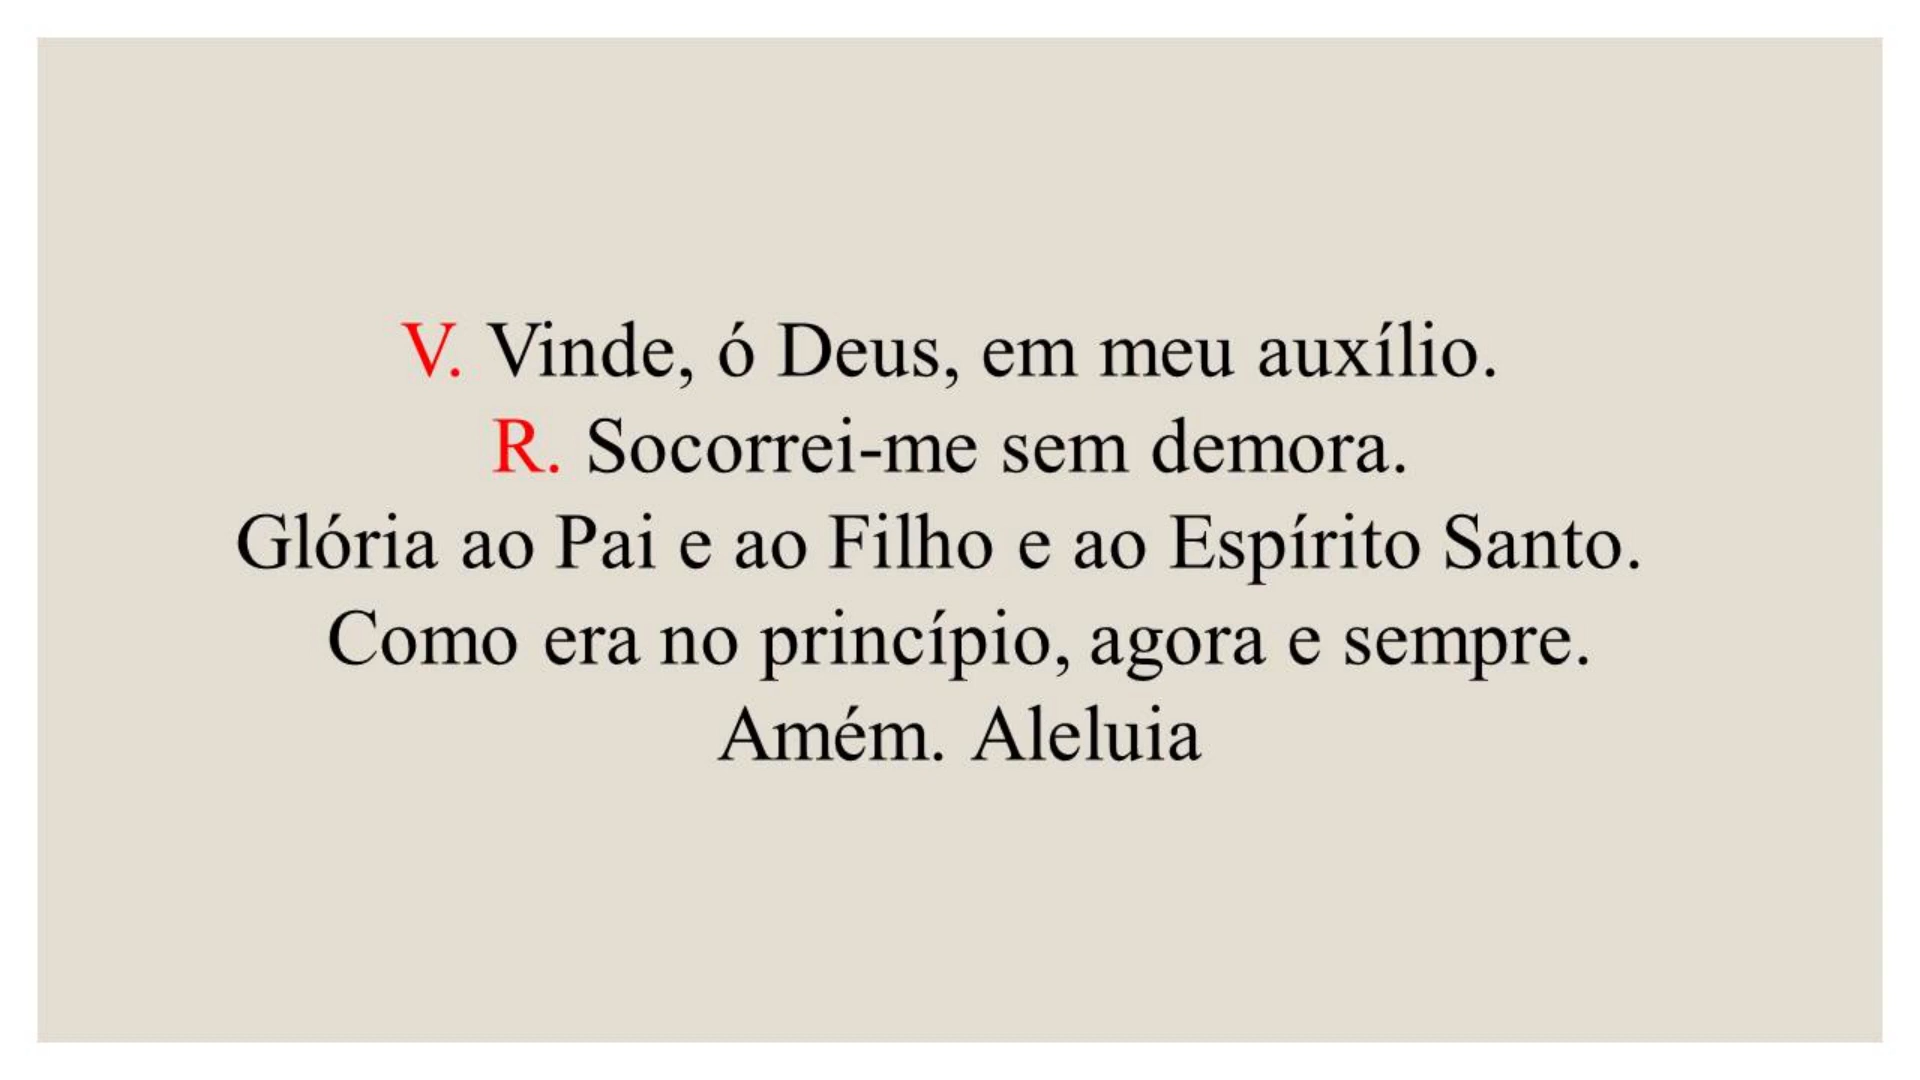 V. Vinde, ó Deus, em meu auxílio.
R. Socorrei-me sem demora.
Glória ao Pai e ao Filho e ao Espírito Santo.
Como era no princípio, agora e sempre.
Amém. Aleluia